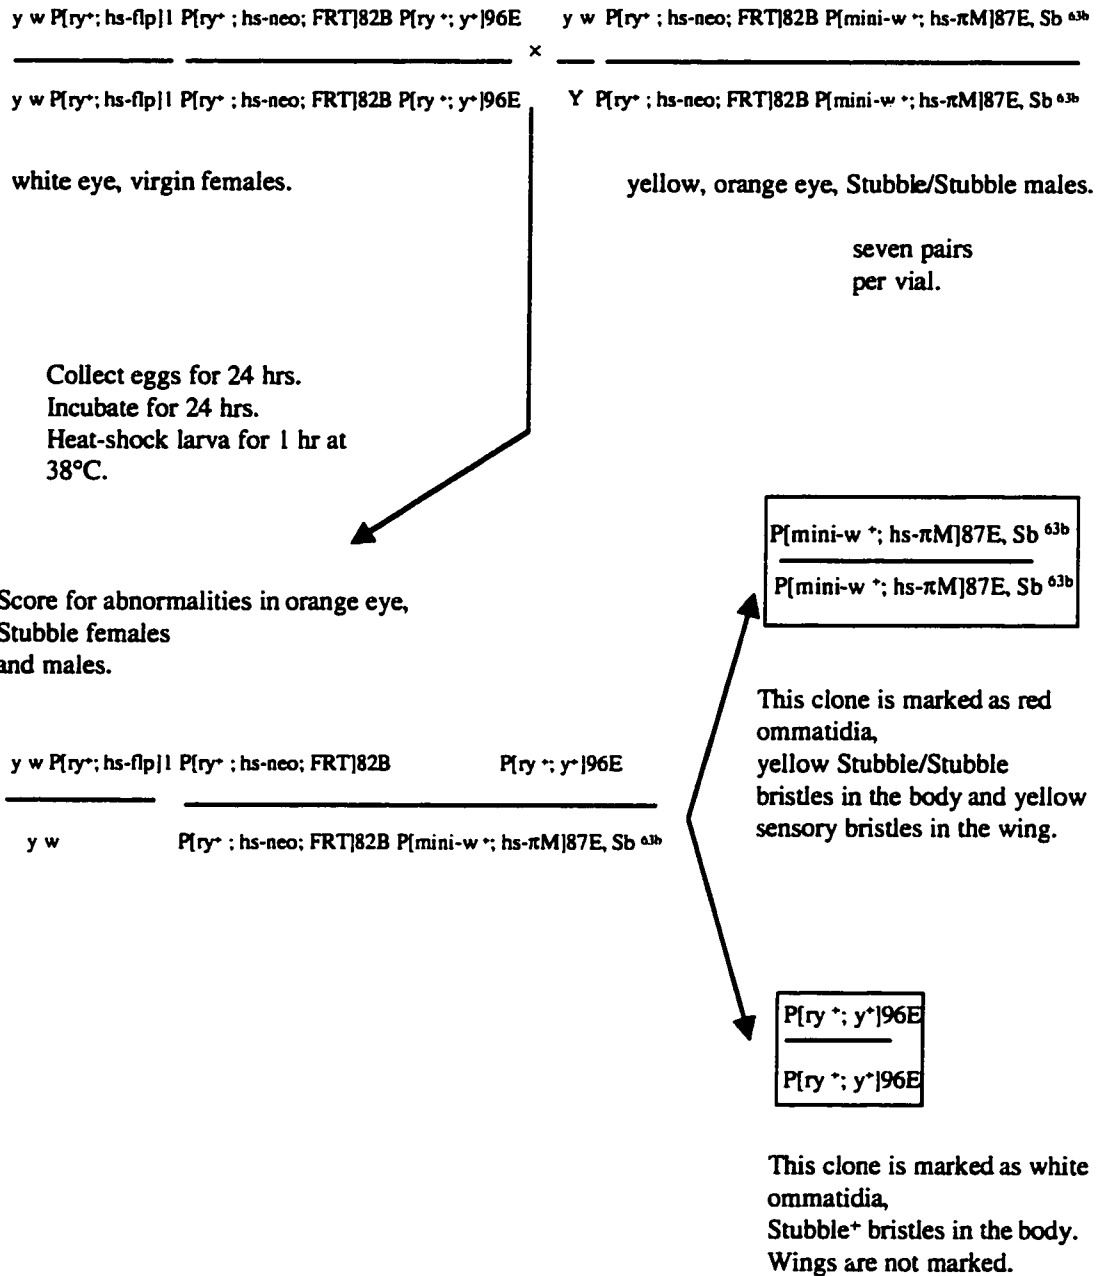 y w P[ry+; hs-flp]1 P[ry+ ; hs-neo; FRT]82B P[ry +; y+]96E
y w P[ry+ ; hs-neo; FRT]82B P[mini-w +; hs-πM]87E, Sb 63b
×
y w P[ry+; hs-flp]1 P[ry+ ; hs-neo; FRT]82B P[ry +; y+]96E
Y P[ry+ ; hs-neo; FRT]82B P[mini-w +; hs-πM]87E, Sb 63b
white eye, virgin females.
yellow, orange eye, Stubble/Stubble males.
seven pairs
per vial.
Collect eggs for 24 hrs.
Incubate for 24 hrs.
Heat-shock larva for 1 hr at
38°C.
P[mini-w +; hs-πM]87E, Sb 63b
P[mini-w +; hs-πM]87E, Sb 63b
Score for abnormalities in orange eye,
Stubble females
and males.
This clone is marked as red
ommatidia,
yellow Stubble/Stubble
bristles in the body and yellow
sensory bristles in the wing.
y w P[ry+; hs-flp]1 P[ry+ ; hs-neo; FRT]82B P[ry +; y+]96E
y w P[ry+ ; hs-neo; FRT]82B P[mini-w +; hs-πM]87E, Sb 63b
P[ry +; y+]96E
P[ry +; y+]96E
This clone is marked as white
ommatidia,
Stubble+ bristles in the body.
Wings are not marked.